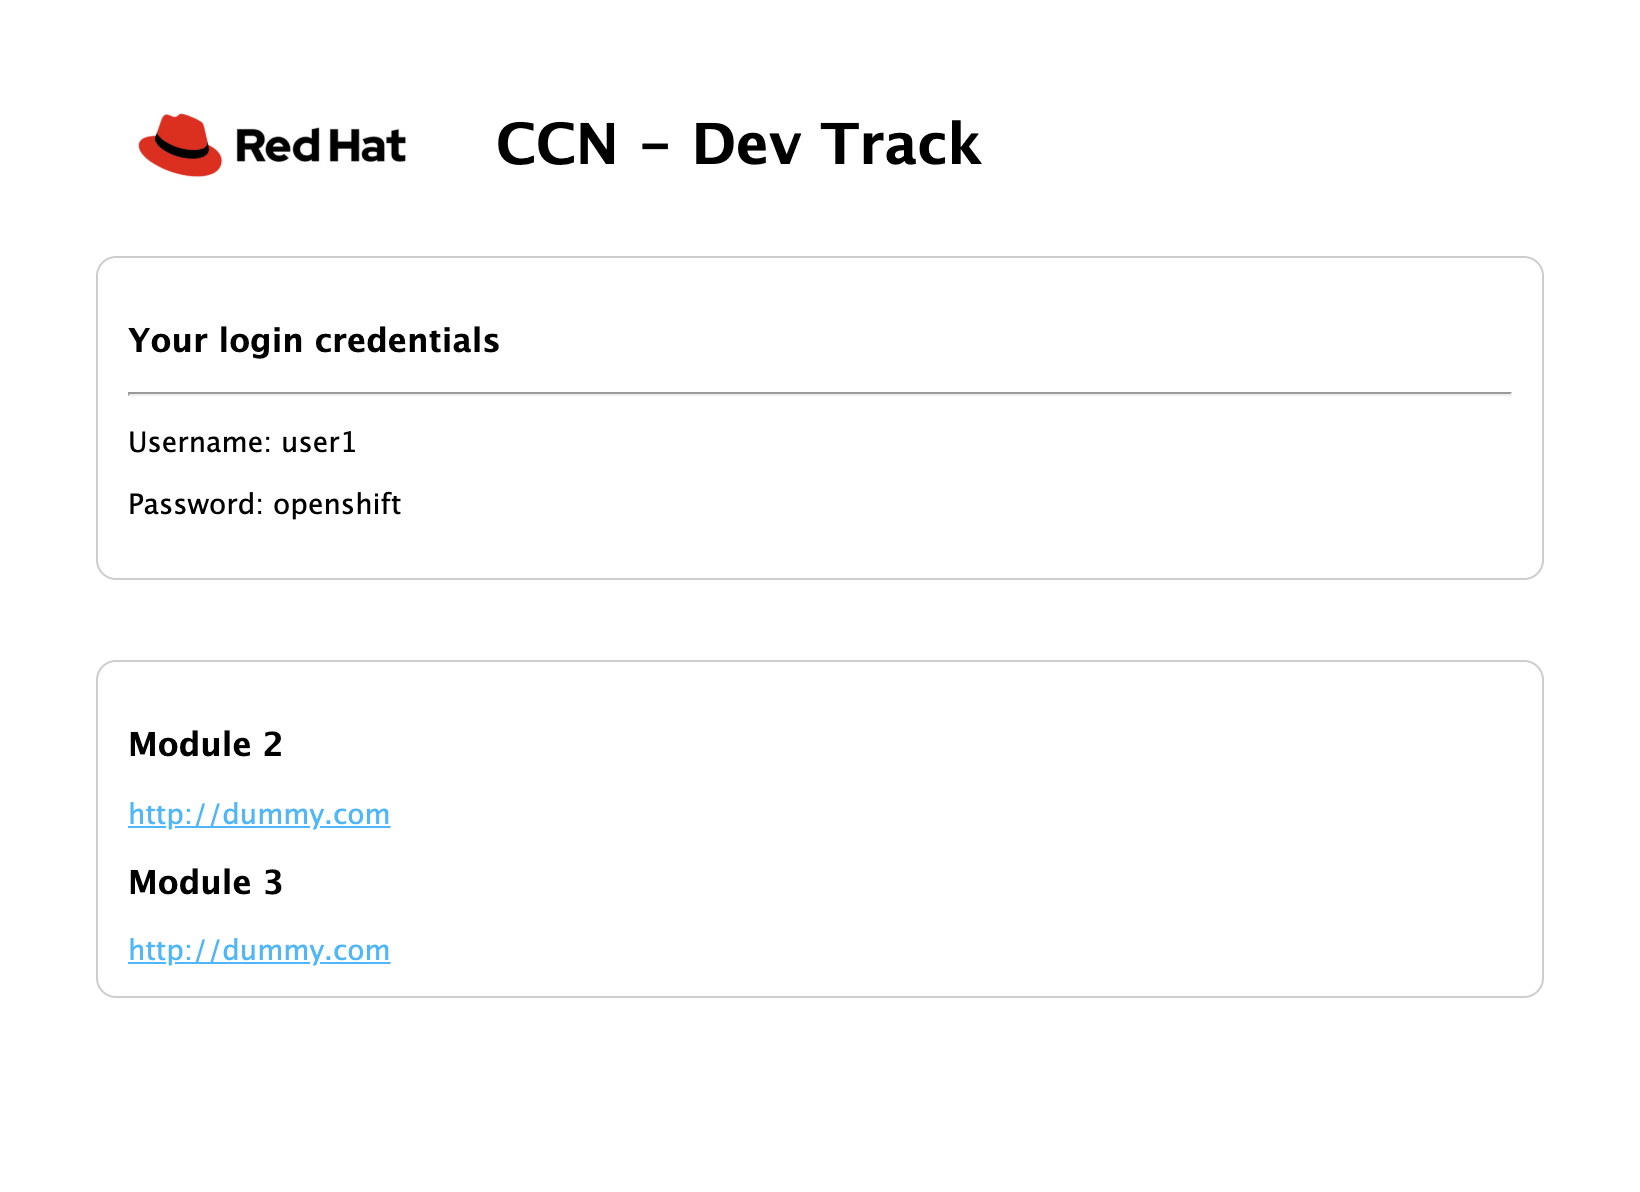 Red Hat
CCN – Dev Track
Your login credentials
Username: user1
Password: openshift
Module 2
http://dummy.com
Module 3
http://dummy.com